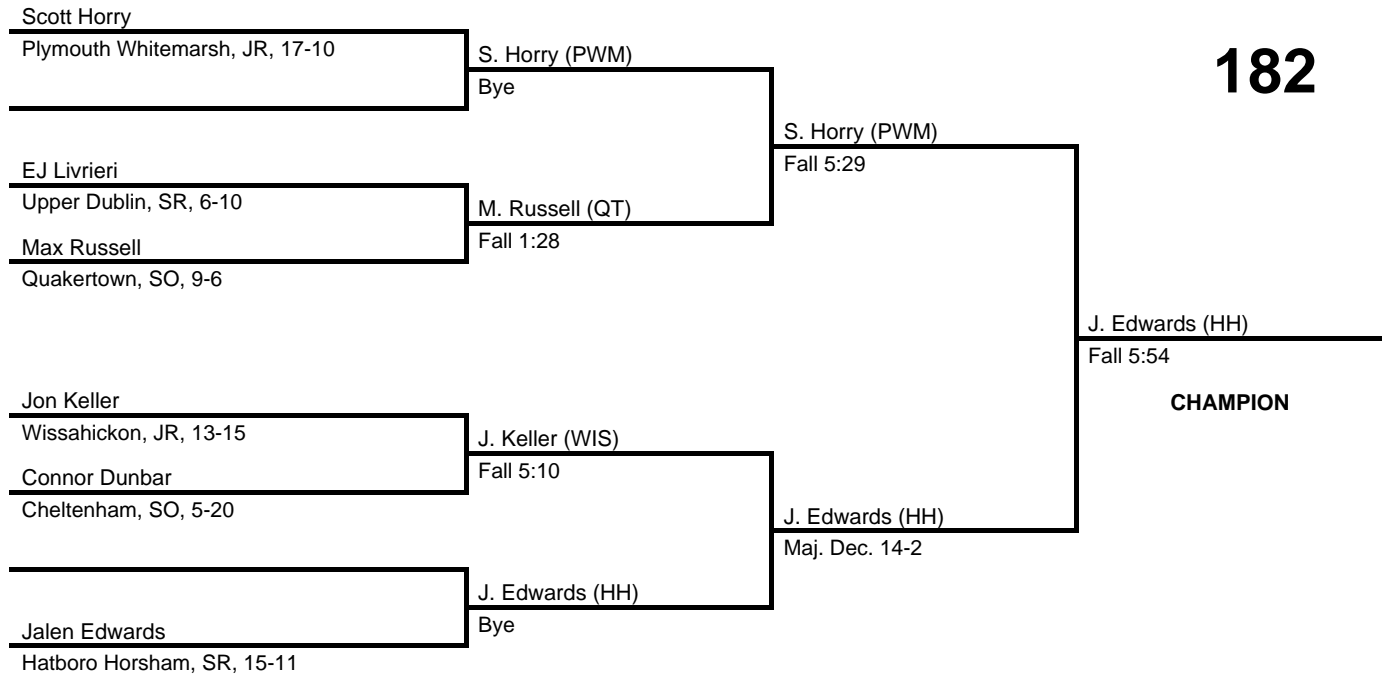 Scott Horry
Plymouth Whitemarsh, JR, 17-10
S. Horry (PWM)
Bye
182
S. Horry (PWM)
Fall 5:29
EJ Livrieri
Upper Dublin, SR, 6-10
M. Russell (QT)
Fall 1:28
Max Russell
Quakertown, SO, 9-6
J. Edwards (HH)
Fall 5:54
CHAMPION
Jon Keller
Wissahickon, JR, 13-15
J. Keller (WIS)
Fall 5:10
Connor Dunbar
Cheltenham, SO, 5-20
J. Edwards (HH)
Maj. Dec. 14-2
J. Edwards (HH)
Bye
Jalen Edwards
Hatboro Horsham, SR, 15-11